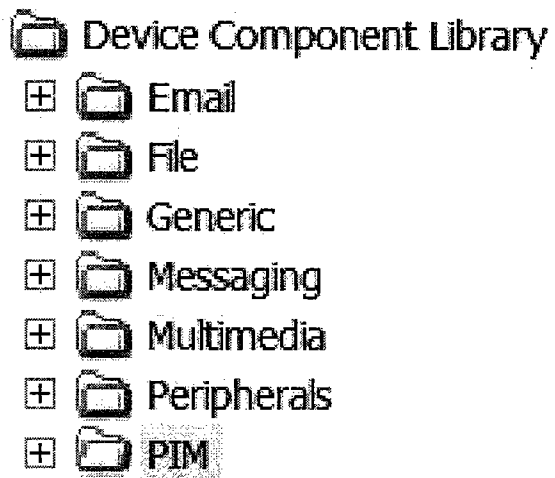 Device Component Library
Email
File
Generic
Messaging
Multimedia
Peripherals
PIM